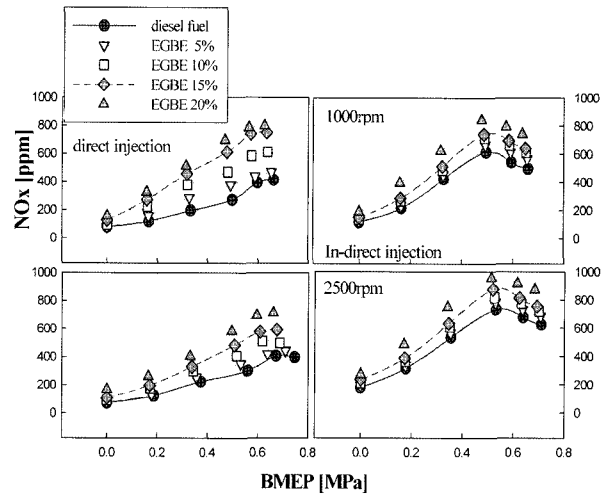 diesel fuel
EGBE 5%
EGBE 10%
EGBE 15%
EGBE 20%
1000
800
600
400
200
0
direct injection
1000rpm
In-direct injection
1000
800
600
400
200
0
NOx [ppm]
1000
800
600
400
200
0
2500rpm
1000
800
600
400
200
0
0.0 0.2 0.4 0.6 0.8
0.0 0.2 0.4 0.6 0.8
BMEP [MPa]